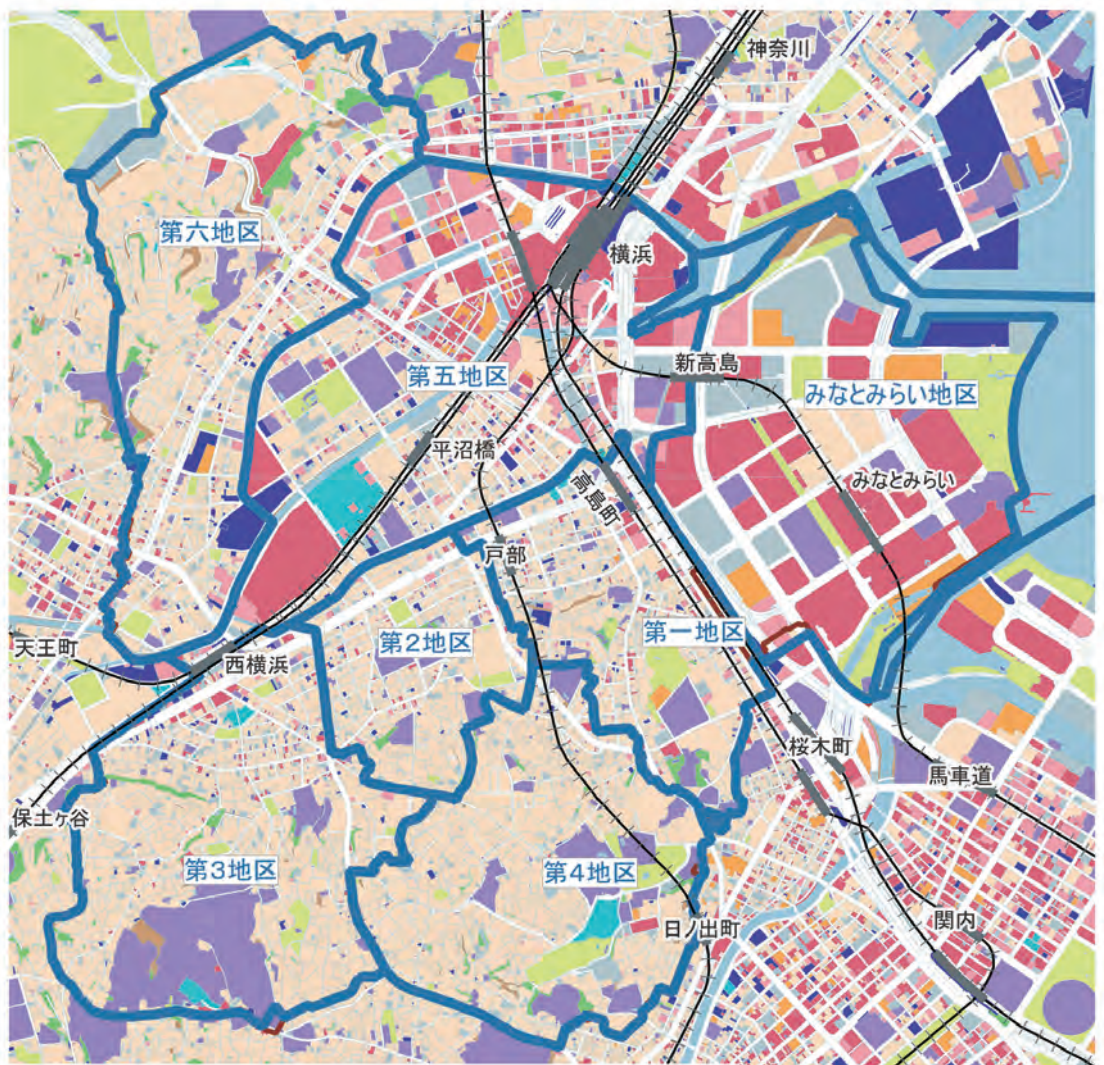 神奈川
第六地区
横浜
新高島
第五地区
みなとみらい地区
平沼橋
高島町
みなとみらい
戸部
第一地区
天王町
第2地区
西横浜
桜木町
馬車道
保土ヶ谷
第3地区
第4地区
日ノ出町
関内